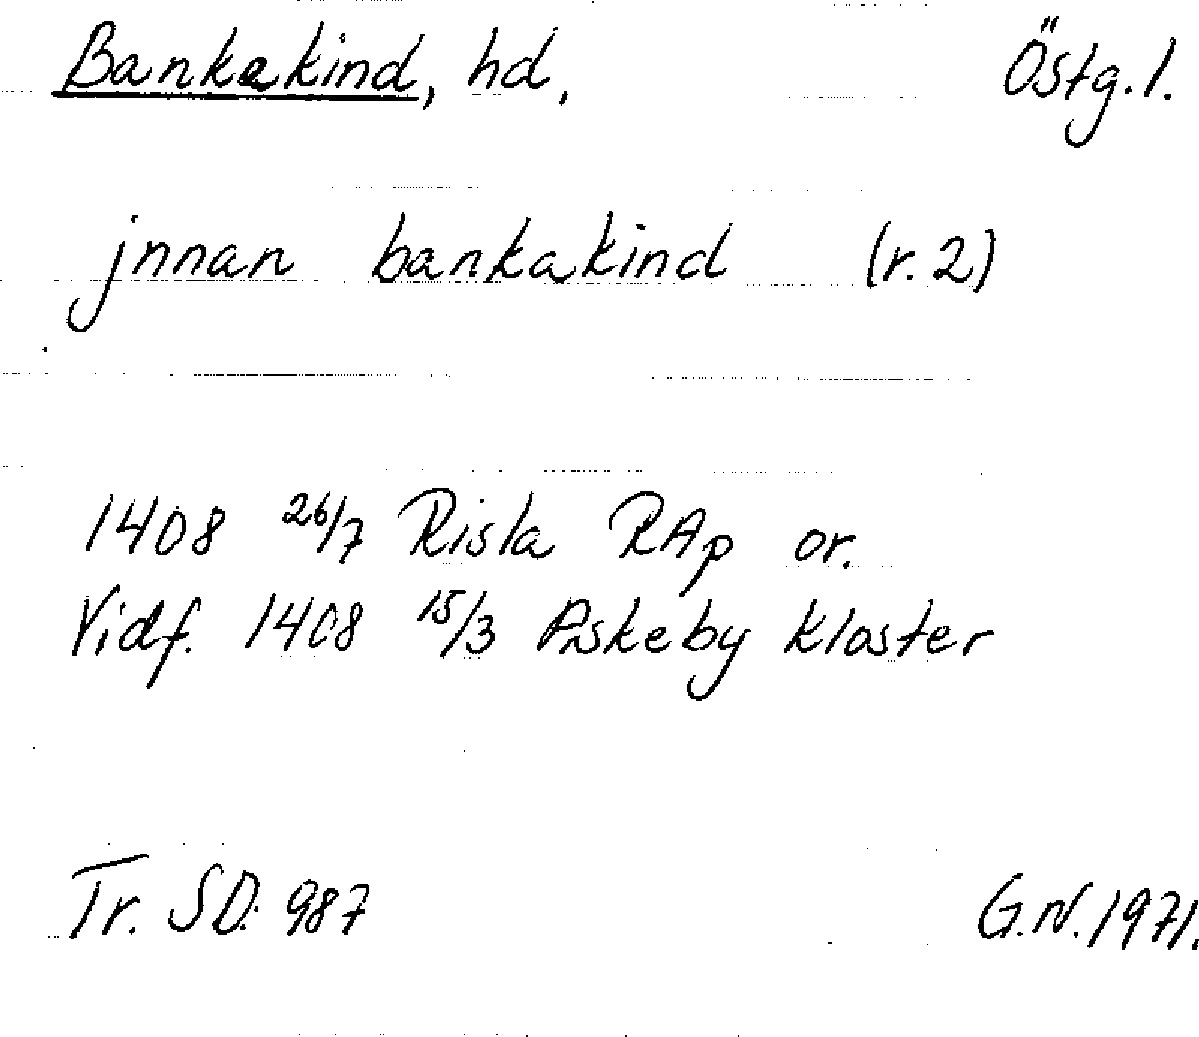 Bankekind, hd, Östg.l.
jnnan bankakind (r.2)
1408 26/7 Risla RAp or.
Vidf. 1408 15/3 Askeby kloster
Tr. SD: 987 G.N. 1971.